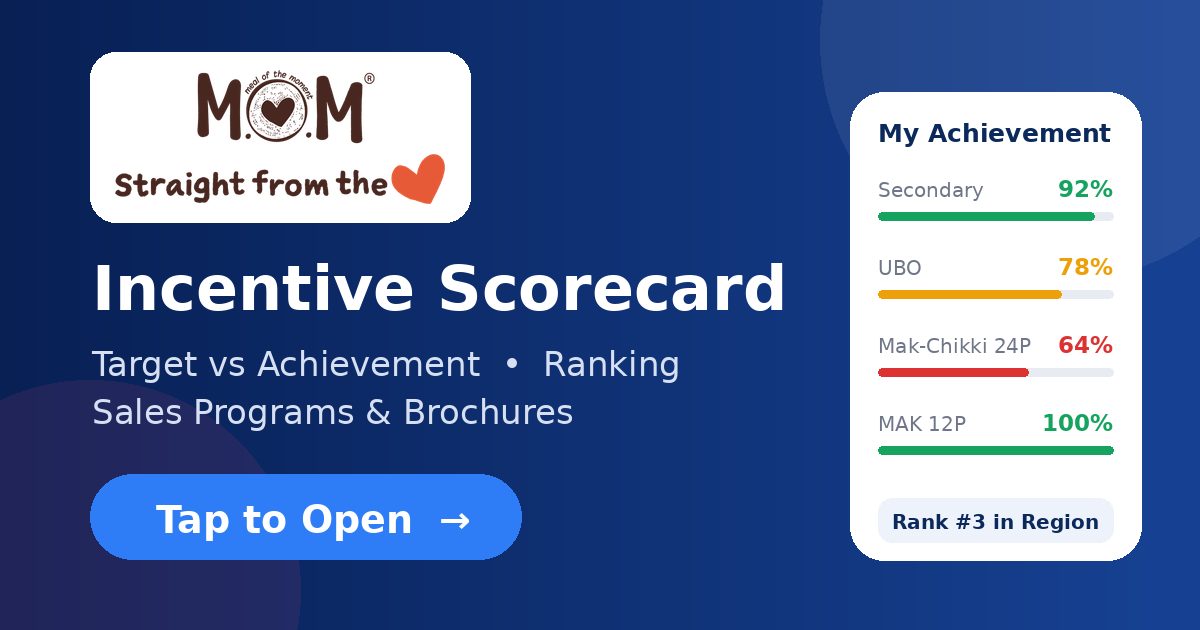 meal of the moment
M.O.M®
Straight from the
Incentive Scorecard
Target vs Achievement • Ranking
Sales Programs & Brochures
Tap to Open →
My Achievement
Secondary 92%
UBO 78%
Mak-Chikki 24P 64%
MAK 12P 100%
Rank #3 in Region